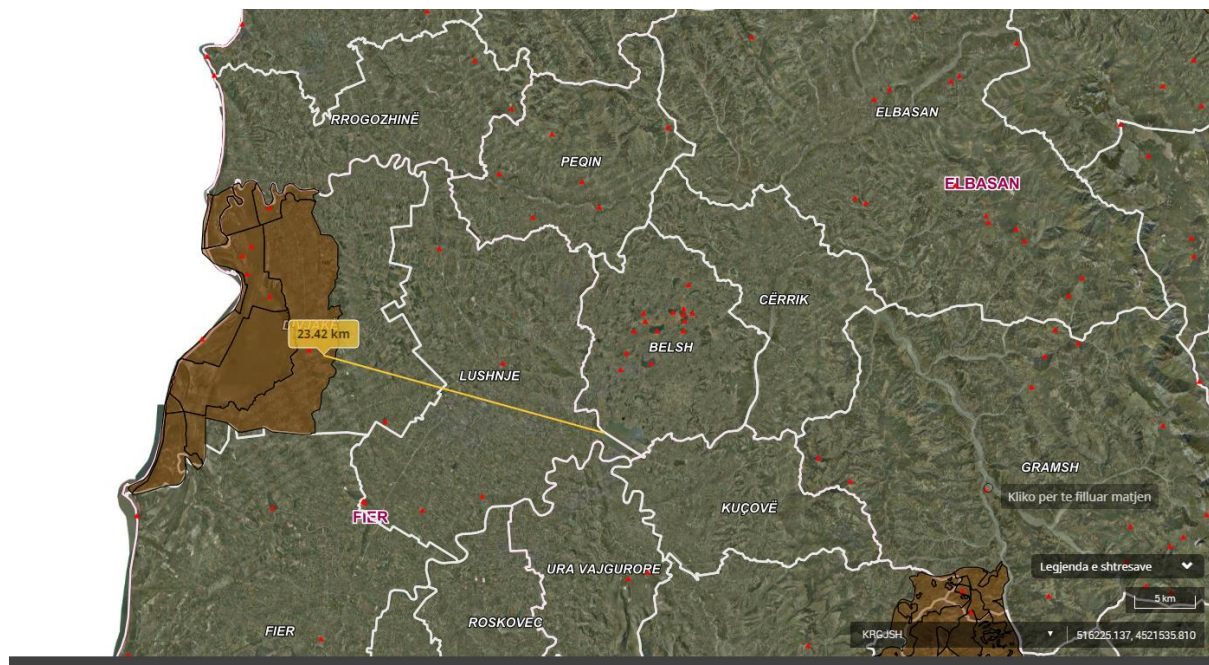 RROGOZHINË
ELBASAN
PEQIN
ELBASAN
CËRRIK
DIVJAKA
23.42 km
BELSH
LUSHNJE
GRAMSH
Kliko per te filluar matjen
KUÇOVË
FIER
Legjenda e shtresave
URA VAJGURORE
5 km
ROSKOVEC
FIER
KRGJSH
516225.137, 4521535.810